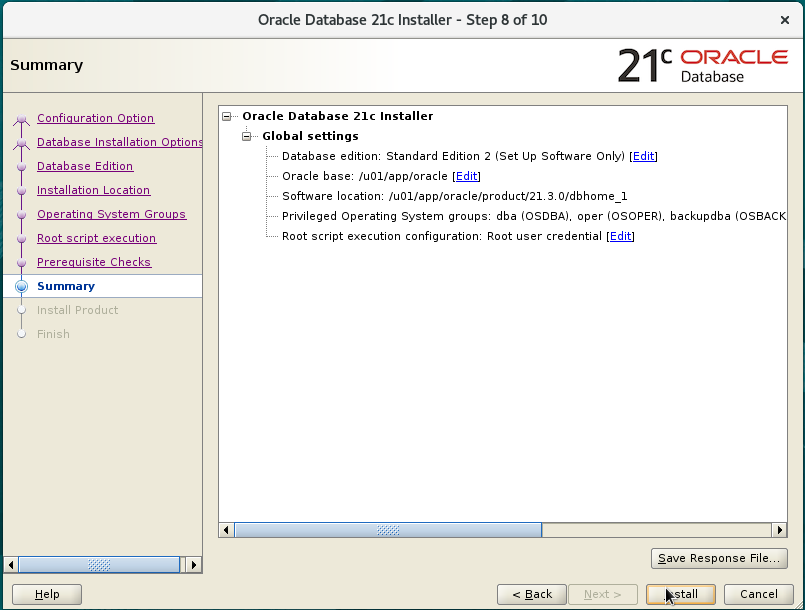 Oracle Database 21c Installer - Step 8 of 10
Summary
21c ORACLE
Database
Configuration Option
Database Installation Options
Database Edition
Installation Location
Operating System Groups
Root script execution
Prerequisite Checks
Summary
Install Product
Finish
Oracle Database 21c Installer
Global settings
Database edition: Standard Edition 2 (Set Up Software Only) [Edit]
Oracle base: /u01/app/oracle [Edit]
Software location: /u01/app/oracle/product/21.3.0/dbhome_1
Privileged Operating System groups: dba (OSDBA), oper (OSOPER), backupdba (OSBACK
Root script execution configuration: Root user credential [Edit]
Save Response File...
Help
< Back
Next >
Install
Cancel